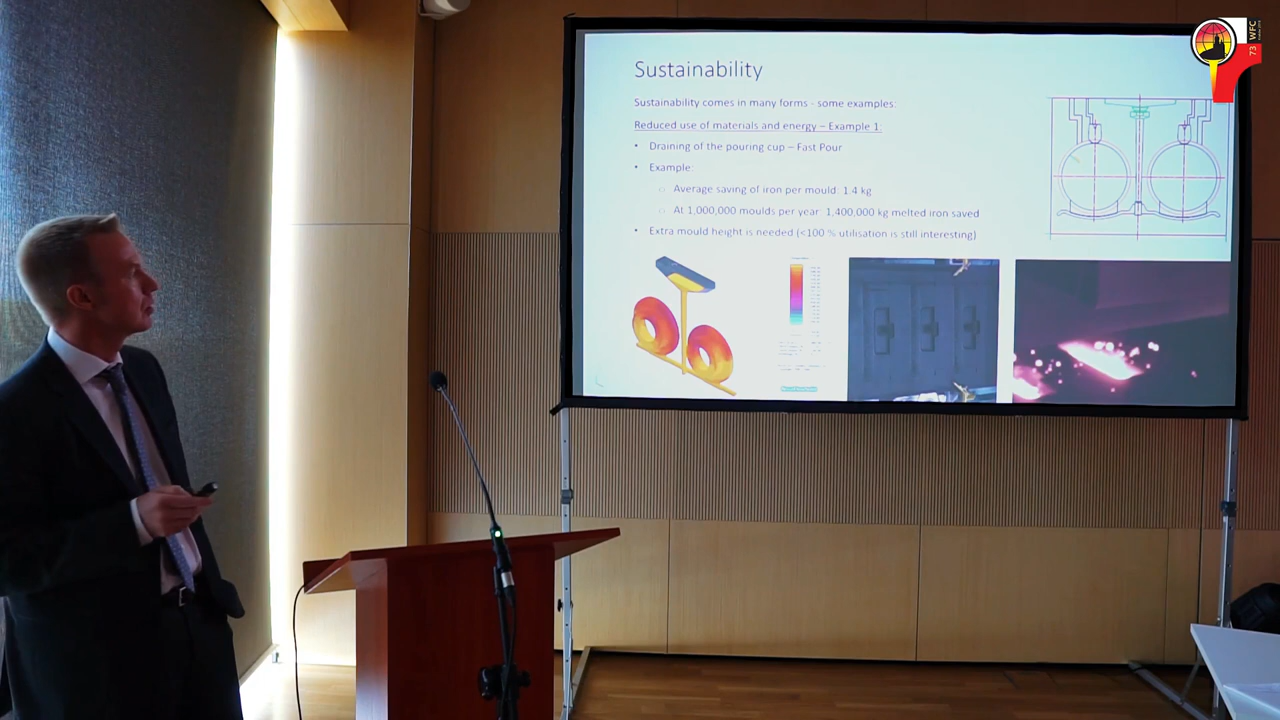 Sustainability
Sustainability comes in many forms - some examples:
Reduced use of materials and energy – Example 1:
• Draining of the pouring cup – Fast Pour
• Example:
○ Average saving of iron per mould: 1.4 kg
○ At 1,000,000 moulds per year: 1,400,000 kg melted iron saved
• Extra mould height is needed (<100 % utilisation is still interesting)
73 WFC